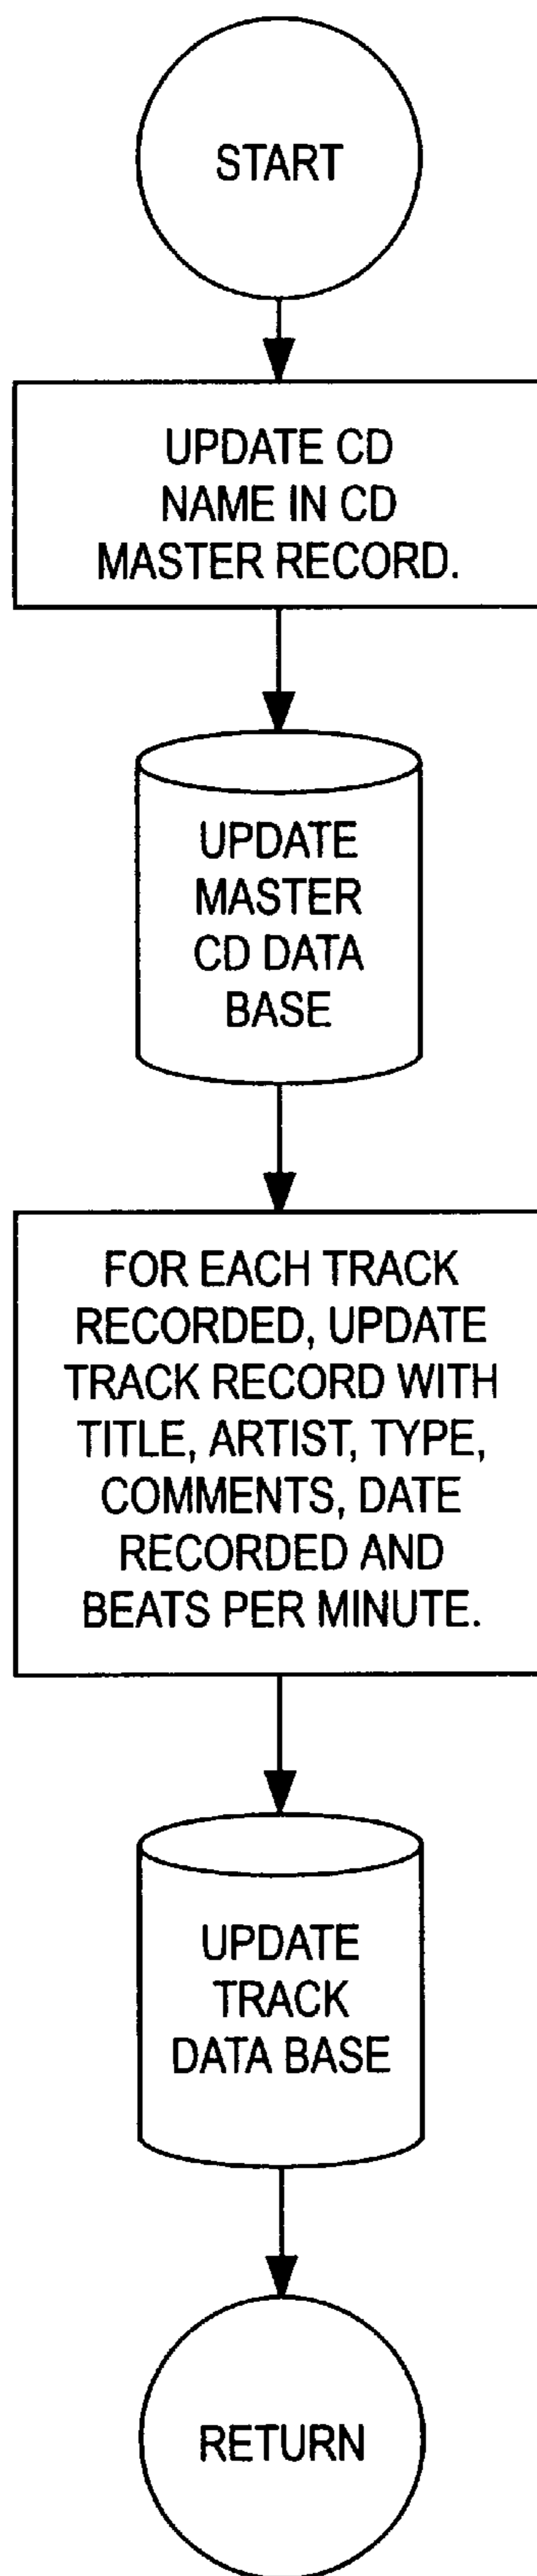 START
UPDATE CD
NAME IN CD
MASTER RECORD.
UPDATE
MASTER
CD DATA
BASE
FOR EACH TRACK
RECORDED, UPDATE
TRACK RECORD WITH
TITLE, ARTIST, TYPE,
COMMENTS, DATE
RECORDED AND
BEATS PER MINUTE.
UPDATE
TRACK
DATA BASE
RETURN